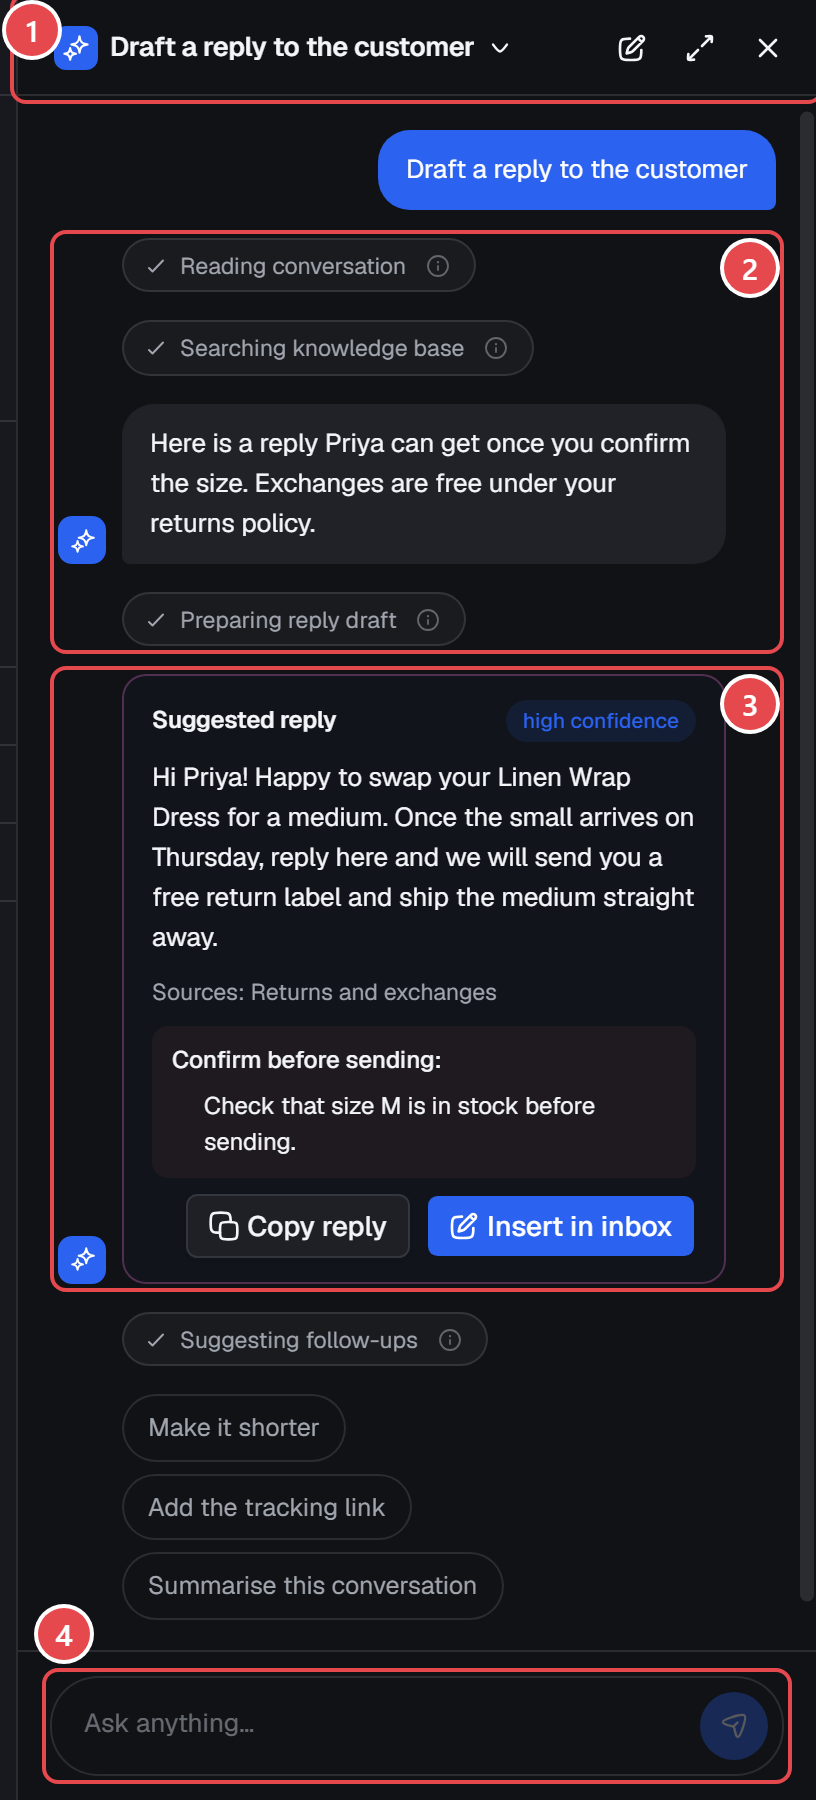 1
Draft a reply to the customer
Draft a reply to the customer
2
Reading conversation
Searching knowledge base
Here is a reply Priya can get once you confirm
the size. Exchanges are free under your
returns policy.
Preparing reply draft
3
Suggested reply
high confidence
Hi Priya! Happy to swap your Linen Wrap
Dress for a medium. Once the small arrives on
Thursday, reply here and we will send you a
free return label and ship the medium straight
away.
Sources: Returns and exchanges
Confirm before sending:
Check that size M is in stock before
sending.
Copy reply
Insert in inbox
Suggesting follow-ups
Make it shorter
Add the tracking link
Summarise this conversation
4
Ask anything...